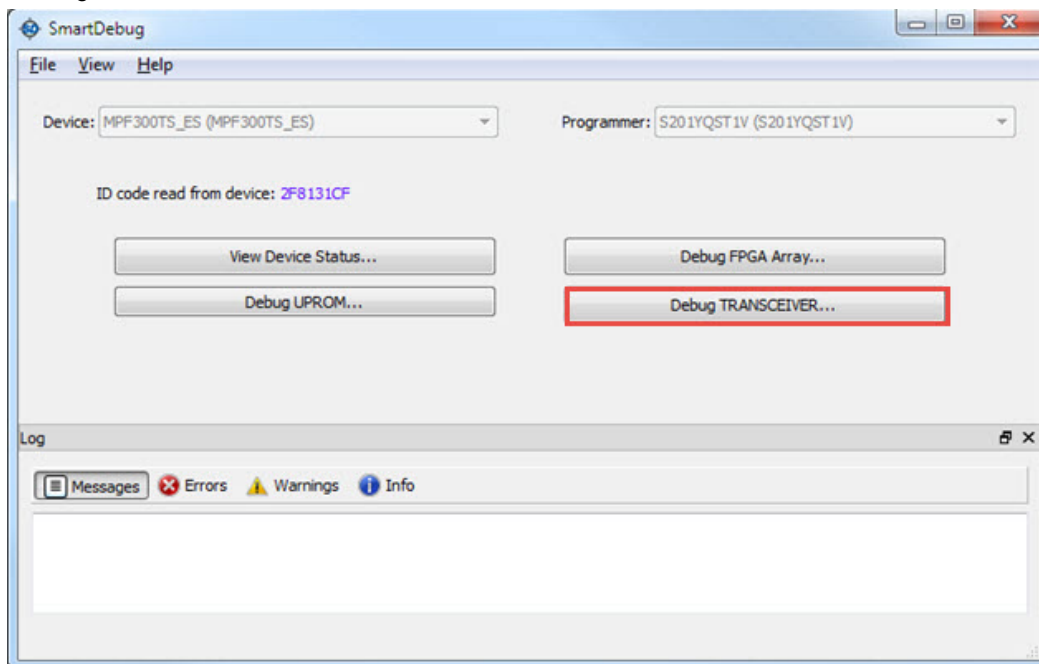 SmartDebug
File View Help
Device: MPF300TS_ES (MPF300TS_ES) Programmer: S201YQST1V (S201YQST1V)
ID code read from device: 2F8131CF
View Device Status... Debug FPGA Array...
Debug UPROM... Debug TRANSCEIVER...
Log
Messages Errors Warnings Info